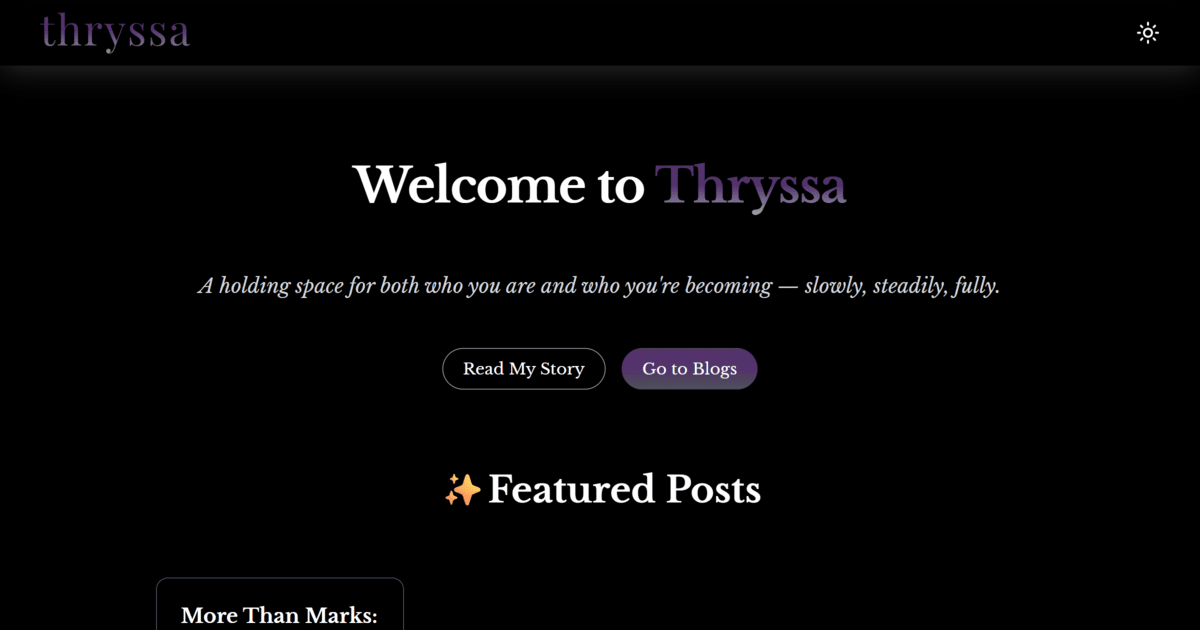 thryssa
Welcome to Thryssa
A holding space for both who you are and who you're becoming — slowly, steadily, fully.
Read My Story
Go to Blogs
✨ Featured Posts
More Than Marks: